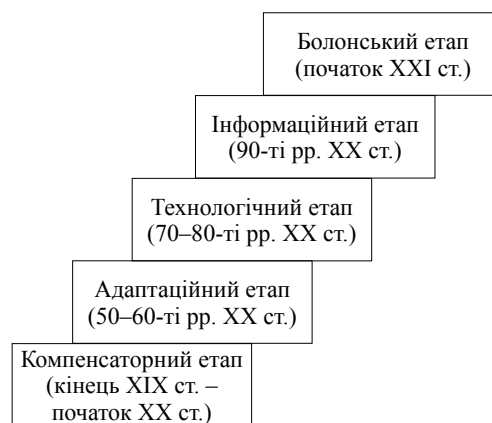 Болонський етап
(початок XXI ст.)
Інформаційний етап
(90-ті рр. XX ст.)
Технологічний етап
(70–80-ті рр. XX ст.)
Адаптаційний етап
(50–60-ті рр. XX ст.)
Компенсаторний етап
(кінець XIX ст. –
початок XX ст.)